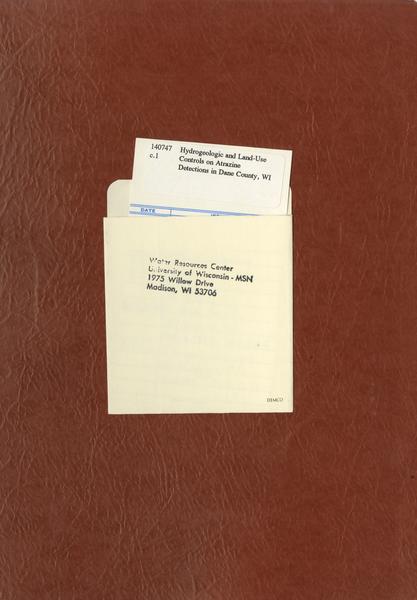 140747 Hydrogeologic and Land-Use
c.1 Controls on Atrazine
Detections in Dane County, WI
DATE
Water Resources Center
University of Wisconsin - MSN
1975 Willow Drive
Madison, WI 53706
DEMCO